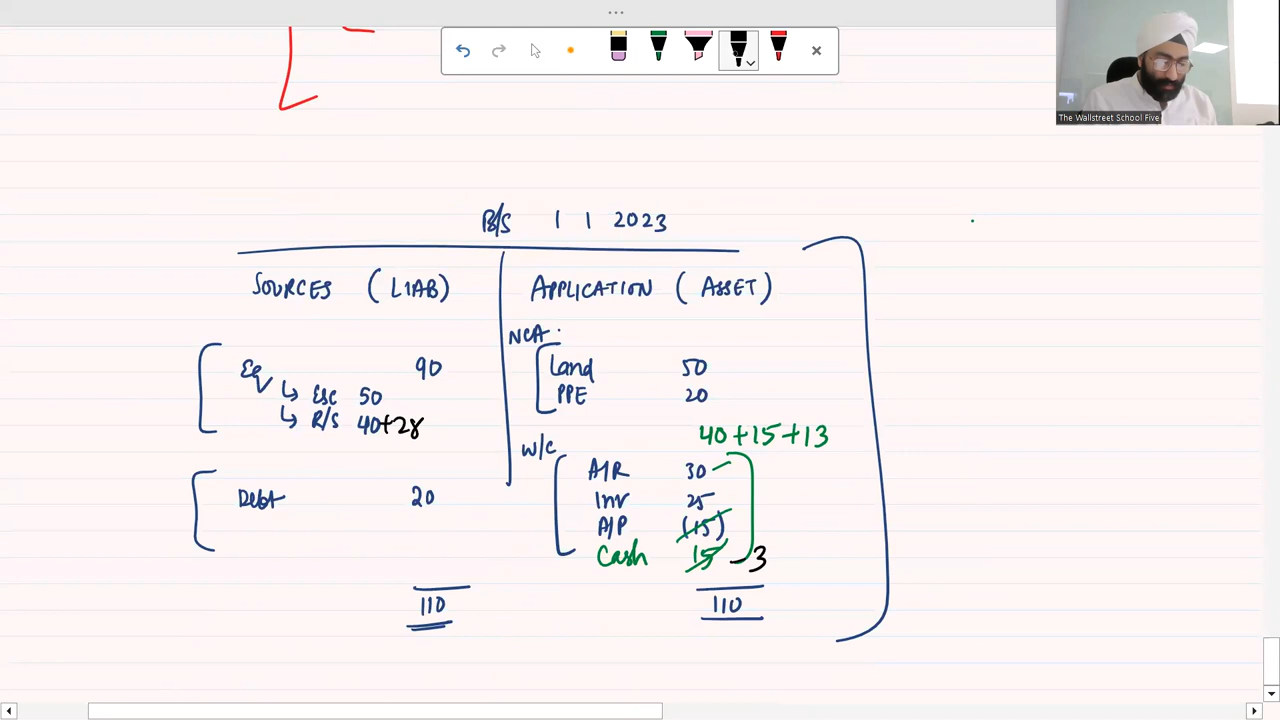 The Wallstreet School Five
B/S 1 1 2023
SOURCES (LIAB)
APPLICATION (ASSET)
Eq 90
↳ ESC 50
↳ R/S 40+28
Debt 20
110
NCA
Land 50
PPE 20
40+15+13
W/C
A/R 30
Inv 25
A/P (15)
Cash 15 3
110